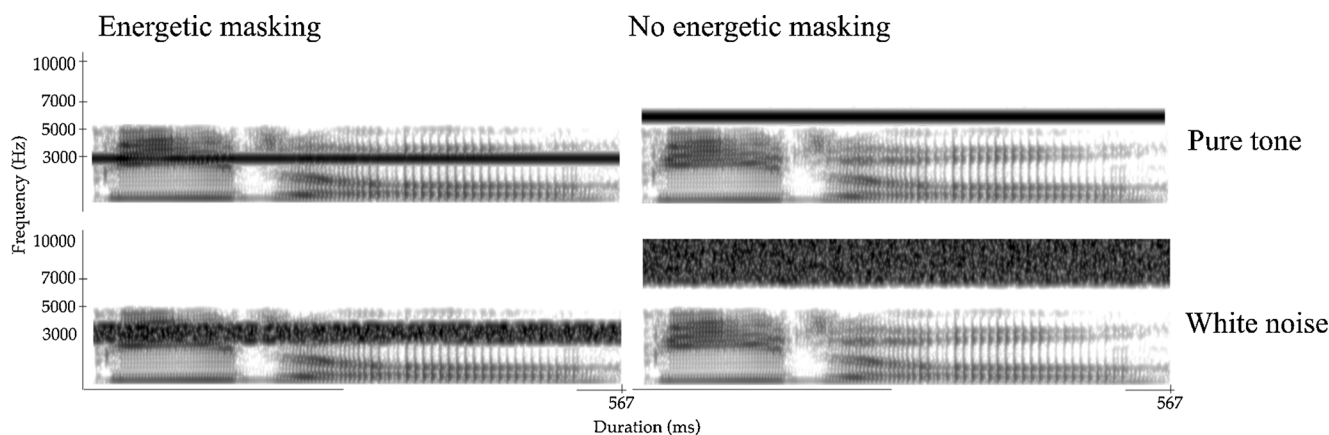 Energetic masking
No energetic masking
10000
7000
5000
3000
Pure tone
Frequency (Hz)
10000
7000
5000
3000
White noise
567
567
Duration (ms)